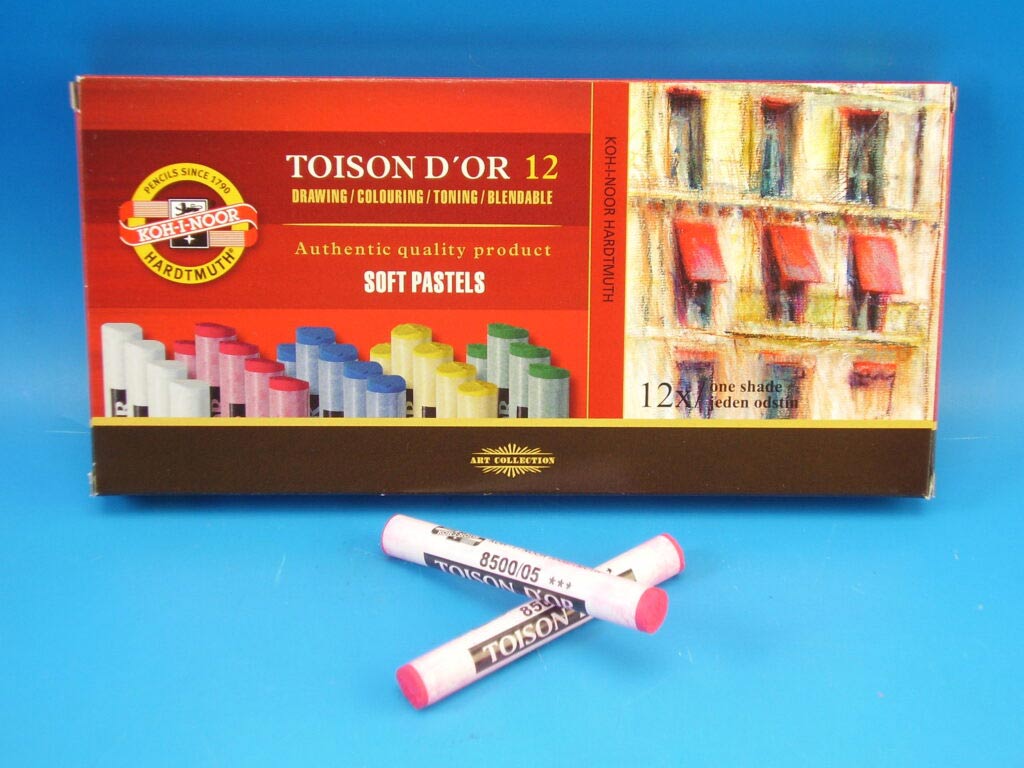 TOISON D´OR 12
DRAWING / COLOURING / TONING / BLENDABLE
Authentic quality product
SOFT PASTELS
PENCILS SINCE 1790
KOH-I-NOOR
HARDTMUTH®
KOH-I-NOOR HARDTMUTH
12x/ one shade
jeden odstín
ART COLLECTION
8500/05 ***
TOISON D'OR
85
TOISON